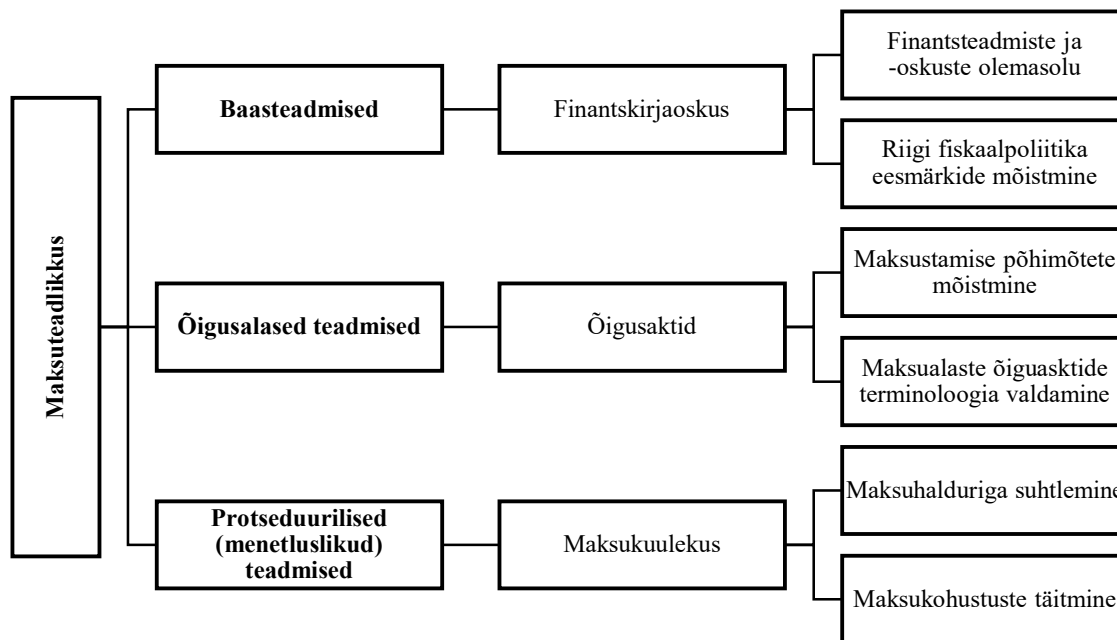 Maksuteadlikkus
Baasteadmised
Finantskirjaoskus
Finantsteadmiste ja
-oskuste olemasolu
Riigi fiskaalpoliitika
eesmärkide mõistmine
Õigusalased teadmised
Õigusaktid
Maksustamise põhimõtete
mõistmine
Maksualaste õiguasktide
terminoloogia valdamine
Protseduurilised
(menetluslikud)
teadmised
Maksukuulekus
Maksuhalduriga suhtlemine
Maksukohustuste täitmine